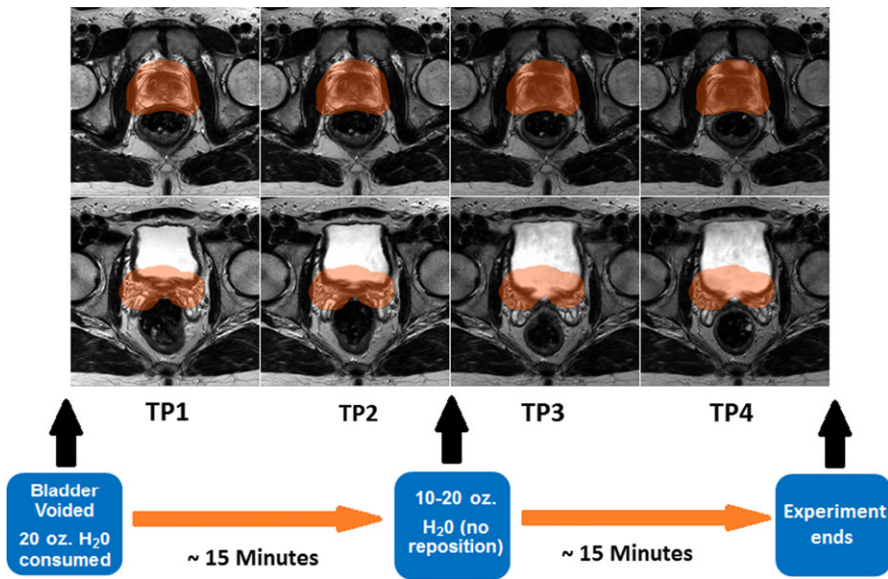 TP1
TP2
TP3
TP4
Bladder
Voided
20 oz. H₂0
consumed
~ 15 Minutes
10-20 oz.
H₂0 (no
reposition)
~ 15 Minutes
Experiment
ends